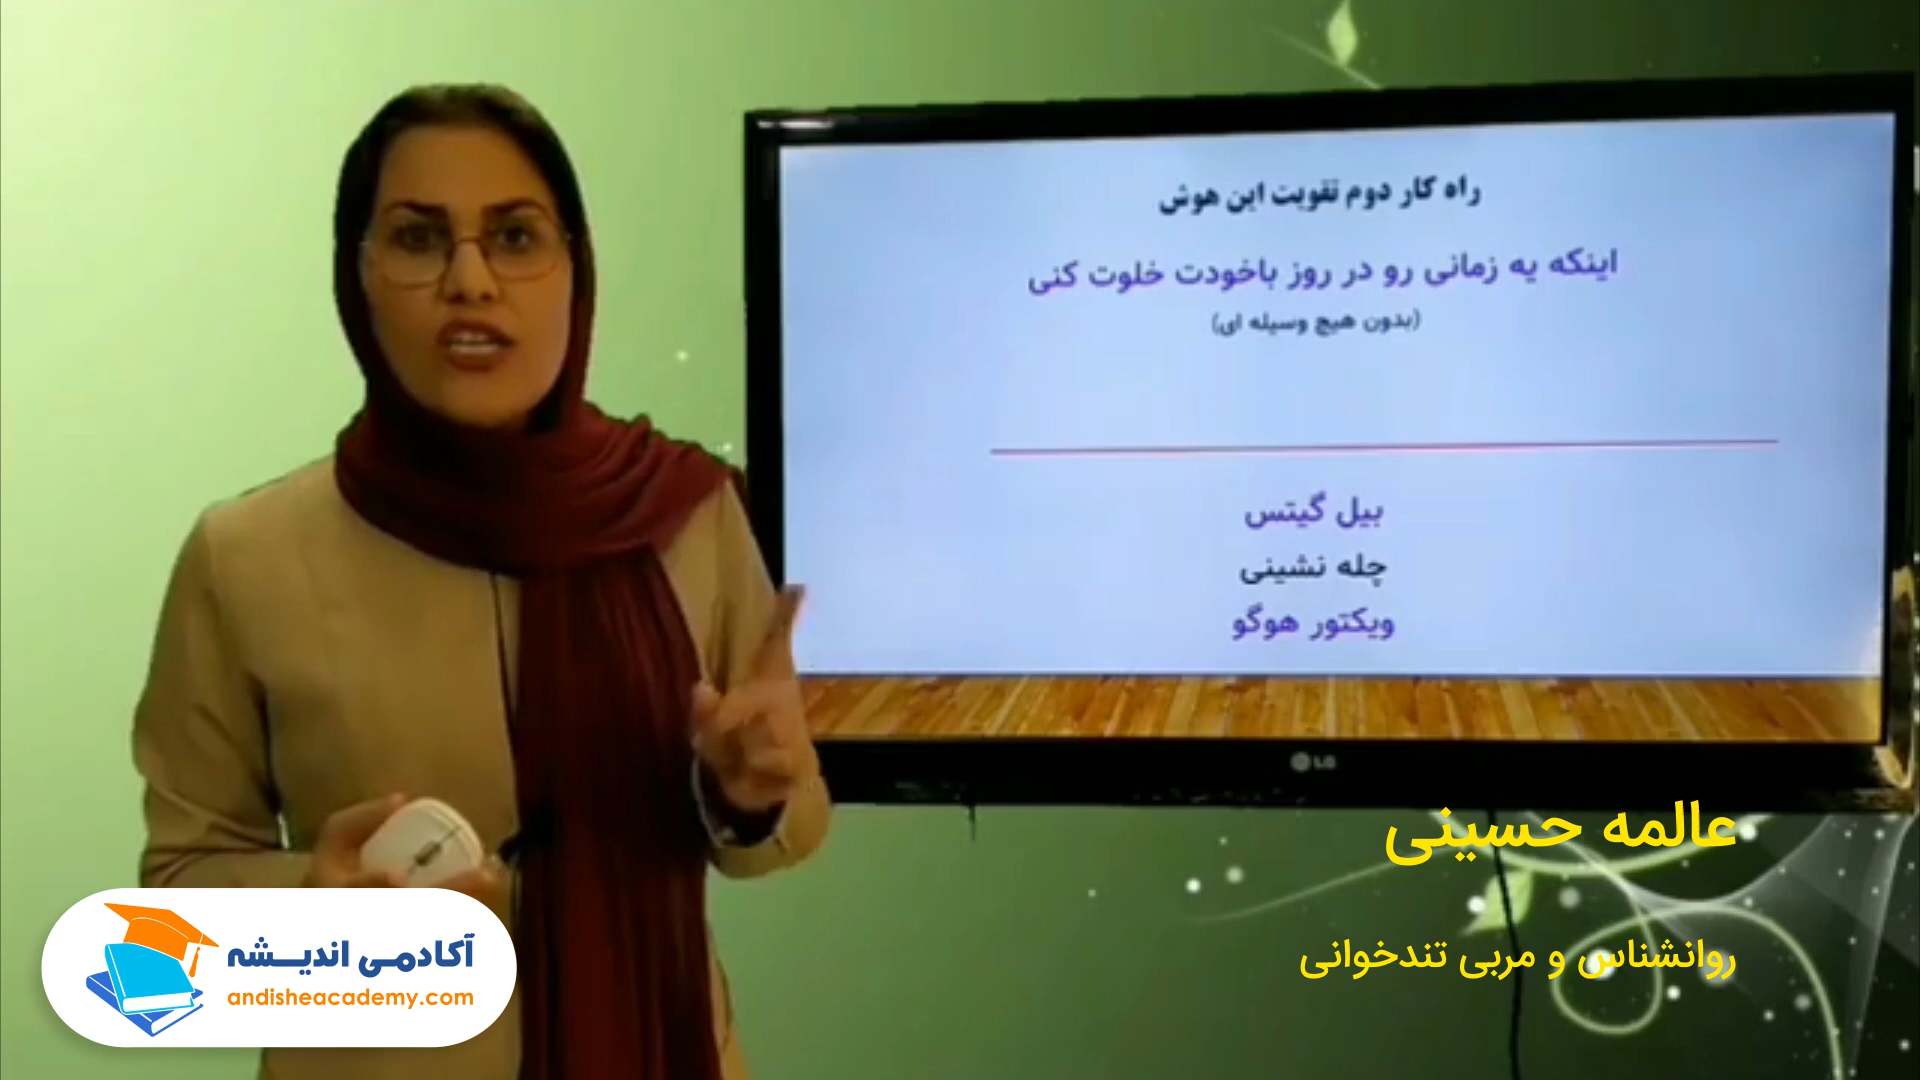 راه کار دوم تقویت این هوش
اینکه یه زمانی رو در روز باخودت خلوت کنی
(بدون هیچ وسیله ای)
بیل گیتس
چله نشینی
ویکتور هوگو
LG
عالمه حسینی
روانشناس و مربی تندخوانی
آکادمی اندیشه
andisheacademy.com